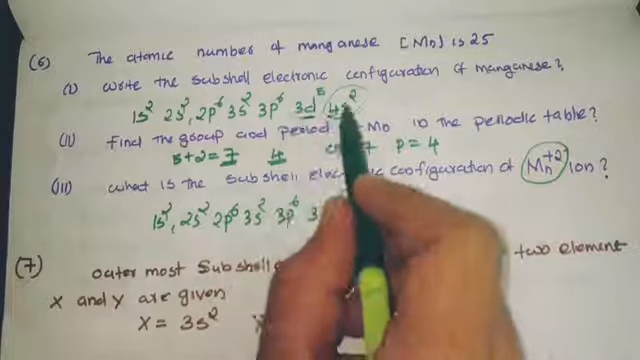 (6) The atomic number of manganese [Mn] is 25
(i) write the subshell electronic configuration of manganese?
1s² 2s², 2p⁶ 3s² 3p⁶ 3d⁵ 4s²
(ii) Find the group and period Mn in the periodic table?
5+2=7 4 7 P=4
(iii) what is the subshell configuration of Mn⁺² ion?
1s², 2s² 2p⁶ 3s² 3p⁶ 3
(7) outer most subshell two element
X and Y are given
X = 3s²